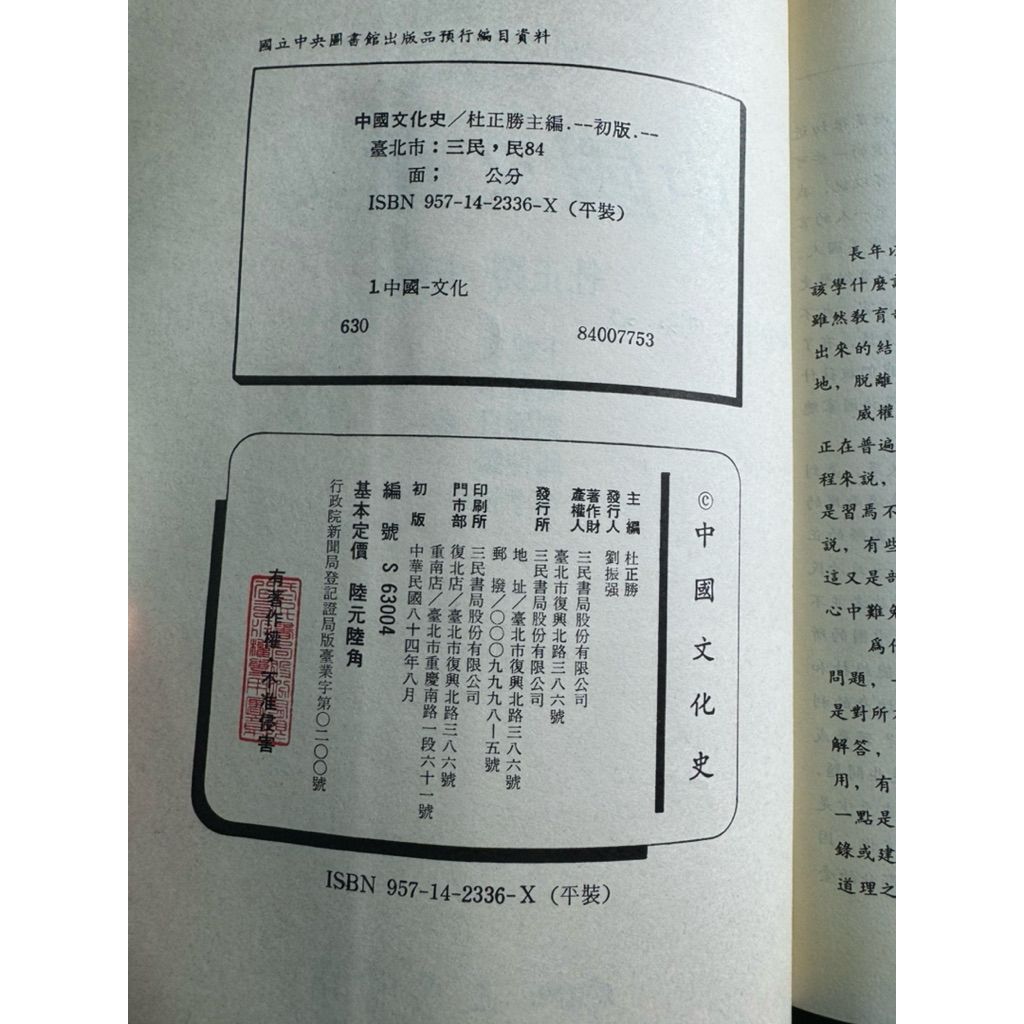 國立中央圖書館出版品預行編目資料
中國文化史／杜正勝主編.--初版.--
臺北市：三民，民84
面；　公分
ISBN 957-14-2336-X（平裝）
1.中國-文化
630
84007753
©中國文化史
主編　杜正勝
發行人　劉振强
著作財產權人　三民書局股份有限公司
臺北市復興北路三八六號
發行所　三民書局股份有限公司
地址／臺北市復興北路三八六號
郵撥／〇〇〇九九九八—五號
印刷所　三民書局股份有限公司
門市部　復北店／臺北市復興北路三八六號
重南店／臺北市重慶南路一段六十一號
初版　中華民國八十四年八月
編號　S 63004
基本定價　陸元陸角
行政院新聞局登記證局版臺業字第〇二〇〇號
有著作權・不准侵害
ISBN 957-14-2336-X（平裝）
長年
該學什麼
雖然教育
出來的結
地，脫離
威權
正在普遍
程來說，
是習焉不
說，有些
這又是
心中難
爲什
問題，
是對所
解答，
用，有
一點是
錄或建
道理之